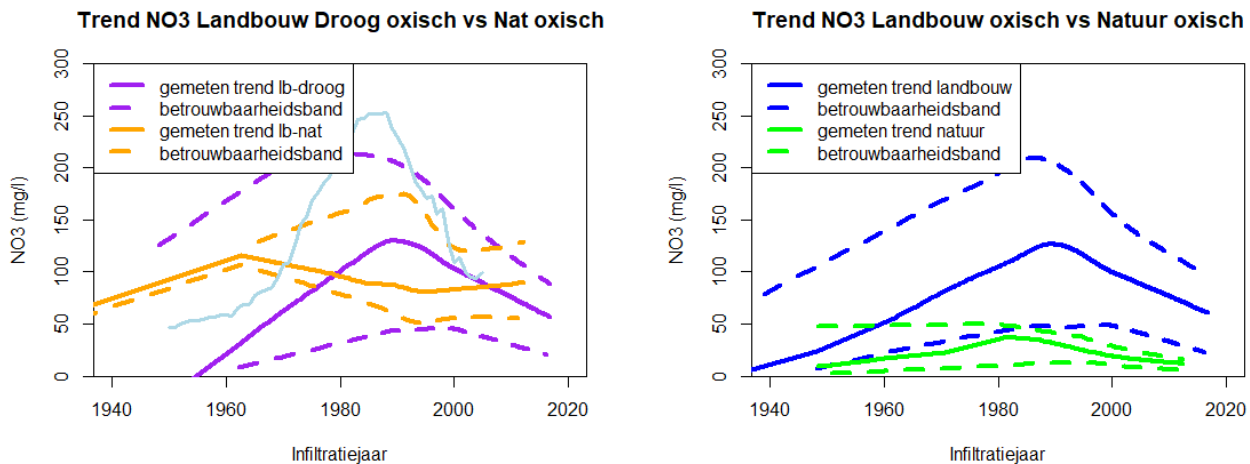 Trend NO3 Landbouw Droog oxisch vs Nat oxisch
300
250
200
150
100
50
0
NO3 (mg/l)
gemeten trend lb-droog
betrouwbaarheidsband
gemeten trend lb-nat
betrouwbaarheidsband
1940 1960 1980 2000 2020
Infiltratiejaar
Trend NO3 Landbouw oxisch vs Natuur oxisch
300
250
200
150
100
50
0
NO3 (mg/l)
gemeten trend landbouw
betrouwbaarheidsband
gemeten trend natuur
betrouwbaarheidsband
1940 1960 1980 2000 2020
Infiltratiejaar